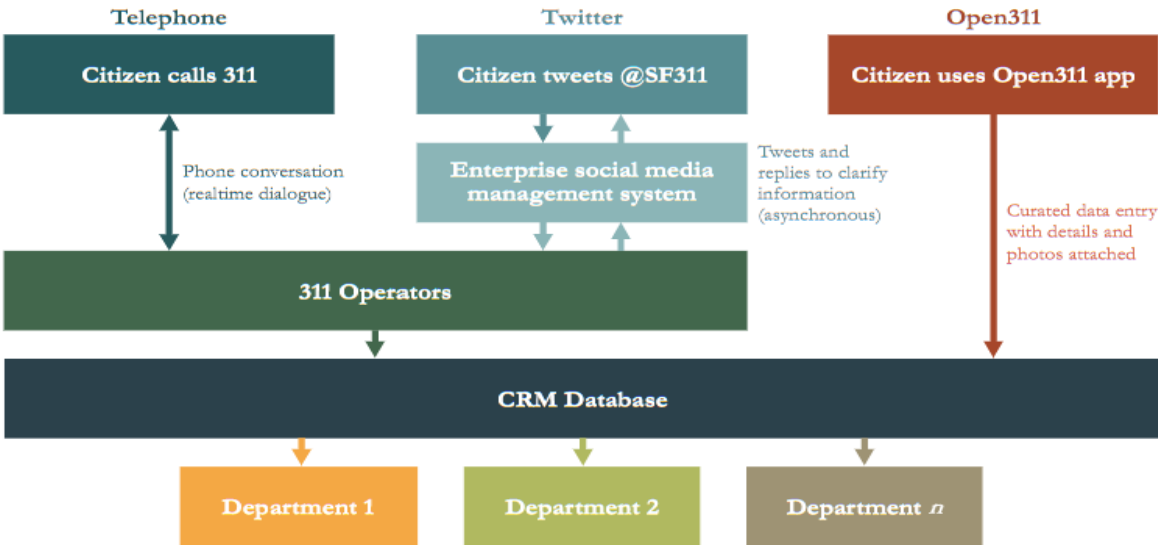 Telephone
Twitter
Open311
Citizen calls 311
Citizen tweets @SF311
Citizen uses Open311 app
Phone conversation
(realtime dialogue)
Enterprise social media
management system
Tweets and
replies to clarify
information
(asynchronous)
Curated data entry
with details and
photos attached
311 Operators
CRM Database
Department 1
Department 2
Department n